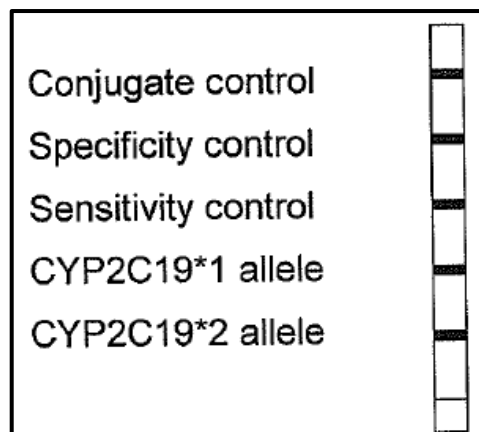 Conjugate control
Specificity control
Sensitivity control
CYP2C19*1 allele
CYP2C19*2 allele